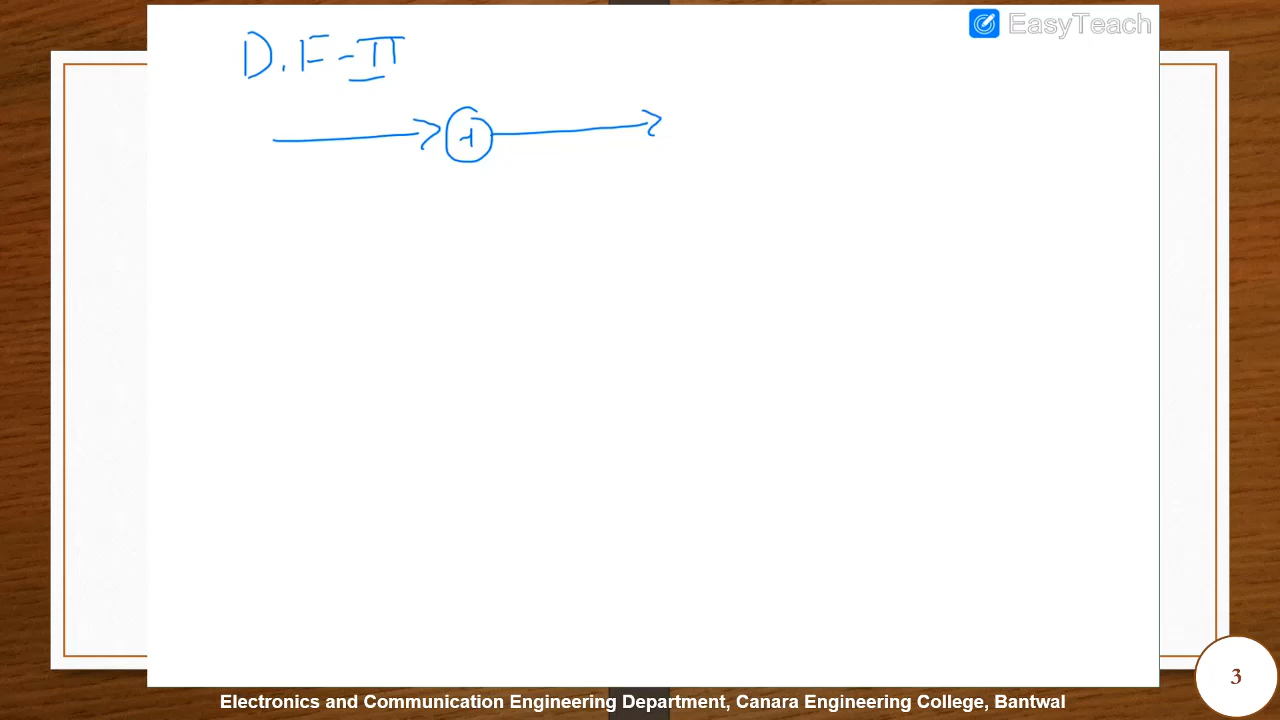 EasyTeach
D.F-II
+
3
Electronics and Communication Engineering Department, Canara Engineering College, Bantwal